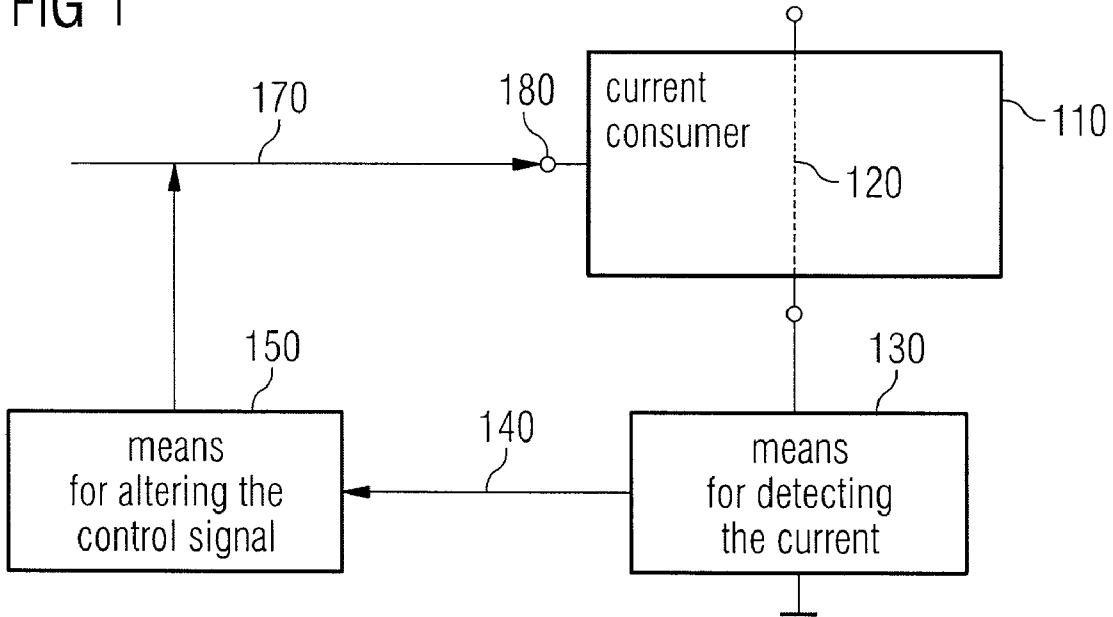 FIG 1
170
180
current
consumer
110
120
150
130
means
for altering the
control signal
140
means
for detecting
the current